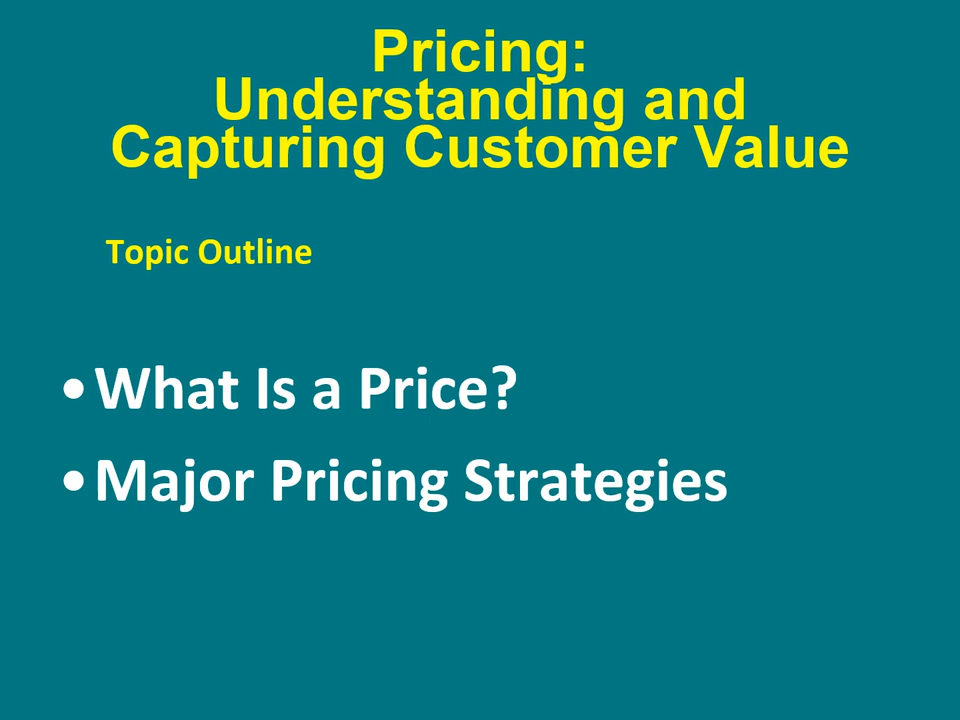 Pricing:
Understanding and
Capturing Customer Value
Topic Outline
•What Is a Price?
•Major Pricing Strategies